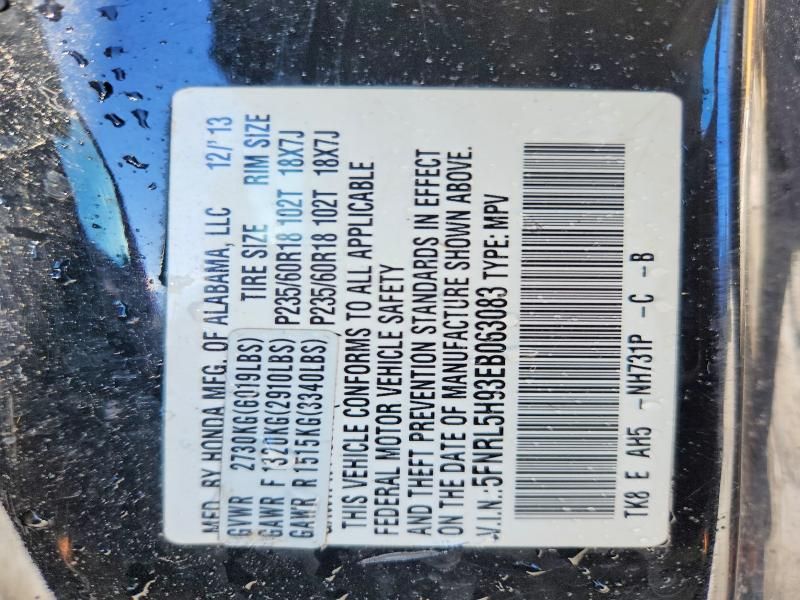 MFD. BY HONDA MFG. OF ALABAMA, LLC 12/'13
GVWR 2730KG(6019LBS) TIRE SIZE RIM SIZE
GAWR F 1320KG(2910LBS) P235/60R18 102T 18X7J
GAWR R 1515KG(3340LBS) P235/60R18 102T 18X7J
THIS VEHICLE CONFORMS TO ALL APPLICABLE
FEDERAL MOTOR VEHICLE SAFETY
AND THEFT PREVENTION STANDARDS IN EFFECT
ON THE DATE OF MANUFACTURE SHOWN ABOVE.
V.I.N.:5FNRL5H93EB063083 TYPE: MPV
TK8 E AH5 -NH731P -C -B